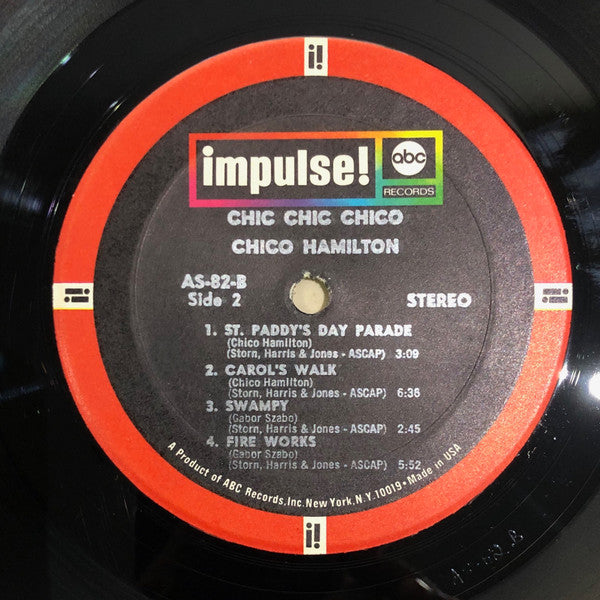 i!
impulse! abc
RECORDS
CHIC CHIC CHICO
CHICO HAMILTON
AS-82-B
Side 2
STEREO
i!
i!
1. ST. PADDY'S DAY PARADE
(Chico Hamilton)
(Storn, Harris & Jones - ASCAP) 3:09
2. CAROL'S WALK
(Chico Hamilton)
(Storn, Harris & Jones - ASCAP) 6:36
3. SWAMPY
(Gabor Szabo)
(Storn, Harris & Jones - ASCAP) 2:45
4. FIRE WORKS
(Gabor Szabo)
(Storn, Harris & Jones - ASCAP) 5:52
A Product of ABC Records, Inc. New York, N.Y. 10019 • Made in USA
i!